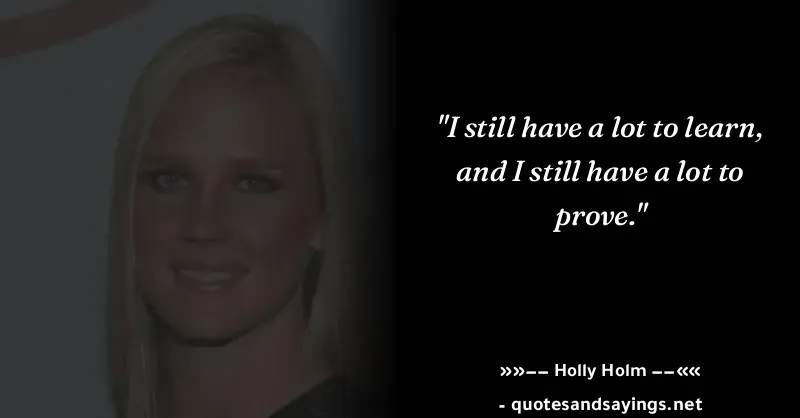 "I still have a lot to learn,
and I still have a lot to
prove."
»»−− Holly Holm −−««
- quotesandsayings.net